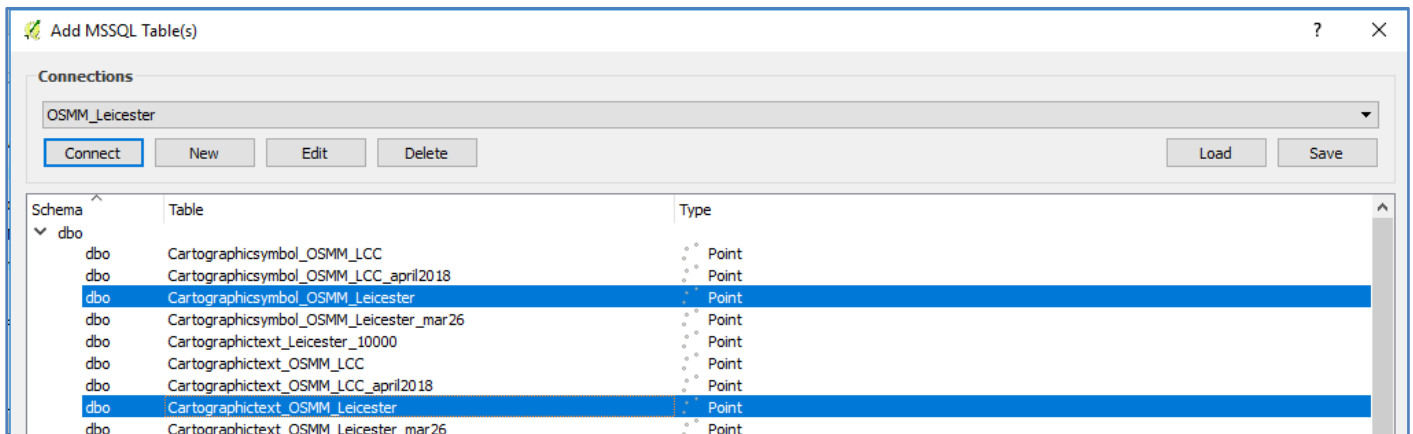 Add MSSQL Table(s) ?
Connections
OSMM_Leicester
Connect New Edit Delete Load Save
Schema Table Type
dbo
dbo Cartographicsymbol_OSMM_LCC Point
dbo Cartographicsymbol_OSMM_LCC_april2018 Point
dbo Cartographicsymbol_OSMM_Leicester Point
dbo Cartographicsymbol_OSMM_Leicester_mar26 Point
dbo Cartographictext_Leicester_10000 Point
dbo Cartographictext_OSMM_LCC Point
dbo Cartographictext_OSMM_LCC_april2018 Point
dbo Cartographictext_OSMM_Leicester Point
dbo Cartographictext_OSMM_Leicester_mar26 Point